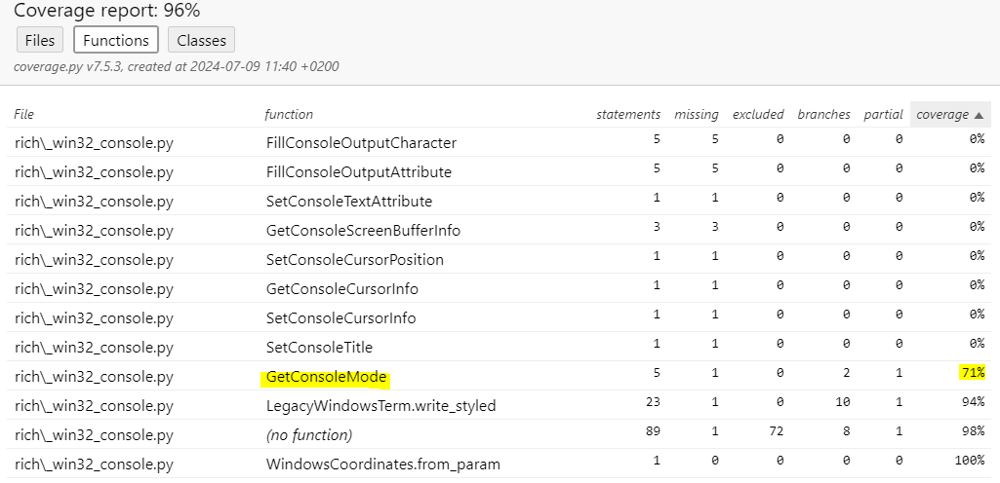 Coverage report: 96%
Files Functions Classes
coverage.py v7.5.3, created at 2024-07-09 11:40 +0200
File function statements missing excluded branches partial coverage ▲
rich\_win32_console.py FillConsoleOutputCharacter 5 5 0 0 0 0%
rich\_win32_console.py FillConsoleOutputAttribute 5 5 0 0 0 0%
rich\_win32_console.py SetConsoleTextAttribute 1 1 0 0 0 0%
rich\_win32_console.py GetConsoleScreenBufferInfo 3 3 0 0 0 0%
rich\_win32_console.py SetConsoleCursorPosition 1 1 0 0 0 0%
rich\_win32_console.py GetConsoleCursorInfo 1 1 0 0 0 0%
rich\_win32_console.py SetConsoleCursorInfo 1 1 0 0 0 0%
rich\_win32_console.py SetConsoleTitle 1 1 0 0 0 0%
rich\_win32_console.py GetConsoleMode 5 1 0 2 1 71%
rich\_win32_console.py LegacyWindowsTerm.write_styled 23 1 0 10 1 94%
rich\_win32_console.py (no function) 89 1 72 8 1 98%
rich\_win32_console.py WindowsCoordinates.from_param 1 0 0 0 0 100%